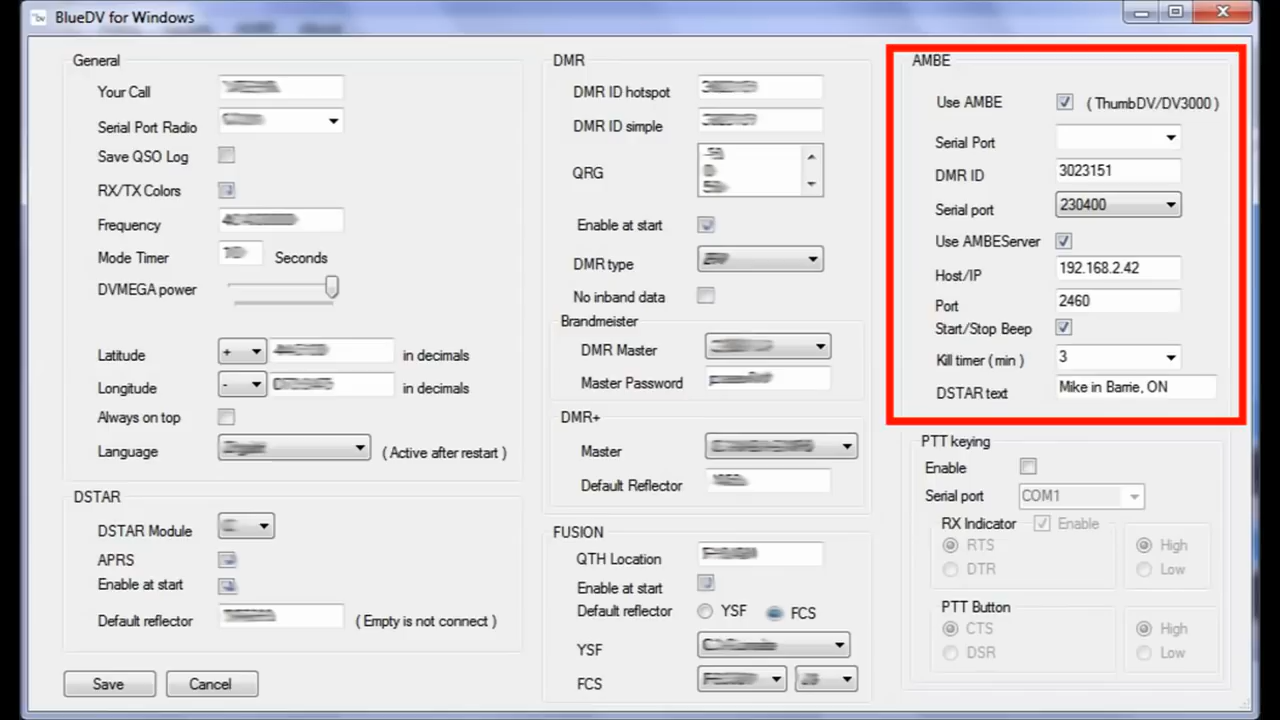 BlueDV for Windows
General
Your Call
Serial Port Radio
Save QSO Log
RX/TX Colors
Frequency
Mode Timer Seconds
DVMEGA power
Latitude + in decimals
Longitude - in decimals
Always on top
Language ( Active after restart )
DSTAR
DSTAR Module
APRS
Enable at start
Default reflector ( Empty is not connect )
Save Cancel
DMR
DMR ID hotspot
DMR ID simple
QRG
Enable at start
DMR type
No inband data
Brandmeister
DMR Master
Master Password
DMR+
Master
Default Reflector
FUSION
QTH Location
Enable at start
Default reflector YSF FCS
YSF
FCS
AMBE
Use AMBE ( ThumbDV/DV3000 )
Serial Port
DMR ID 3023151
Serial port 230400
Use AMBEServer
Host/IP 192.168.2.42
Port 2460
Start/Stop Beep
Kill timer ( min ) 3
DSTAR text Mike in Barrie, ON
PTT keying
Enable
Serial port COM1
RX Indicator Enable
RTS High
DTR Low
PTT Button
CTS High
DSR Low